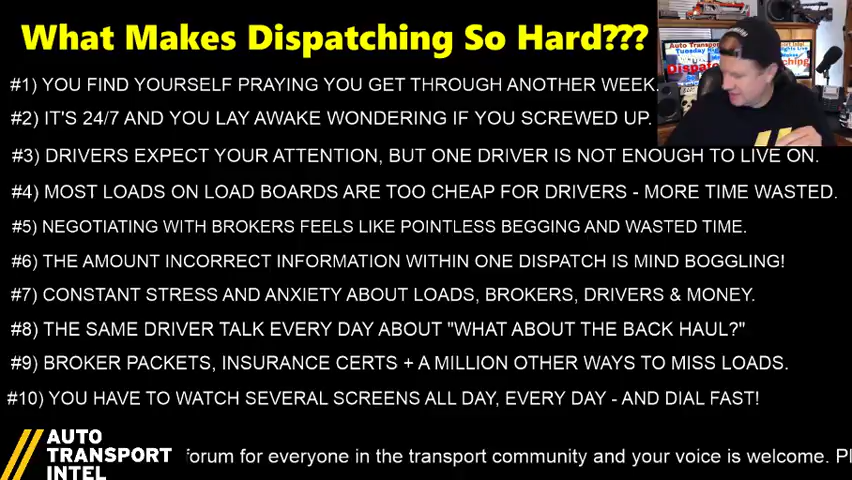 What Makes Dispatching So Hard???
#1) YOU FIND YOURSELF PRAYING YOU GET THROUGH ANOTHER WEEK.
#2) IT'S 24/7 AND YOU LAY AWAKE WONDERING IF YOU SCREWED UP.
#3) DRIVERS EXPECT YOUR ATTENTION, BUT ONE DRIVER IS NOT ENOUGH TO LIVE ON.
#4) MOST LOADS ON LOAD BOARDS ARE TOO CHEAP FOR DRIVERS - MORE TIME WASTED.
#5) NEGOTIATING WITH BROKERS FEELS LIKE POINTLESS BEGGING AND WASTED TIME.
#6) THE AMOUNT INCORRECT INFORMATION WITHIN ONE DISPATCH IS MIND BOGGLING!
#7) CONSTANT STRESS AND ANXIETY ABOUT LOADS, BROKERS, DRIVERS & MONEY.
#8) THE SAME DRIVER TALK EVERY DAY ABOUT "WHAT ABOUT THE BACK HAUL?"
#9) BROKER PACKETS, INSURANCE CERTS + A MILLION OTHER WAYS TO MISS LOADS.
#10) YOU HAVE TO WATCH SEVERAL SCREENS ALL DAY, EVERY DAY - AND DIAL FAST!
AUTO
TRANSPORT
INTEL
forum for everyone in the transport community and your voice is welcome. Pl
Auto Transpo
Tuesday